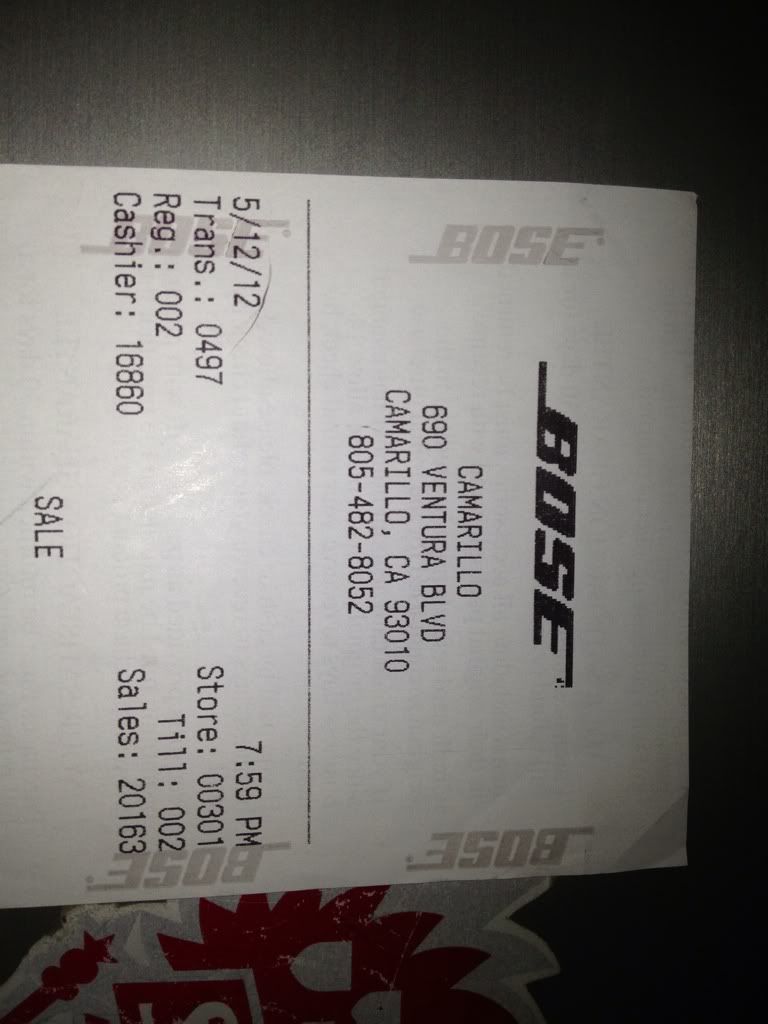 BOSE
BOSE
BOSE
CAMARILLO
690 VENTURA BLVD
CAMARILLO, CA 93010
805-482-8052
5/12/12 7:59 PM
Trans.: 0497 Store: 00301
Reg.: 002 Till: 002
Cashier: 16860 Sales: 20163
BOSE
BOSE
SALE